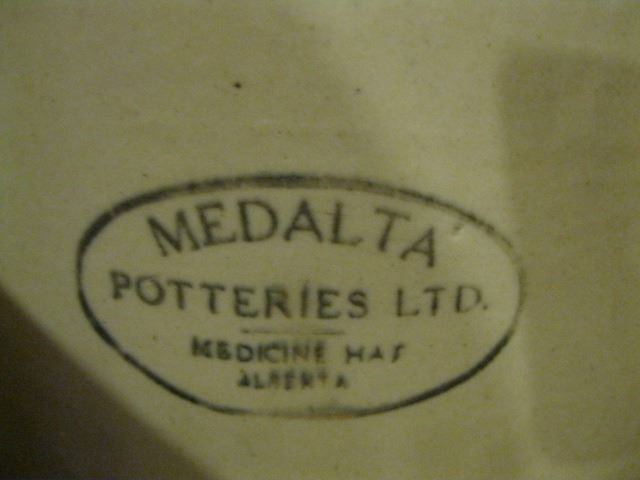 MEDALTA
POTTERIES LTD.
MEDICINE HAT
ALBERTA